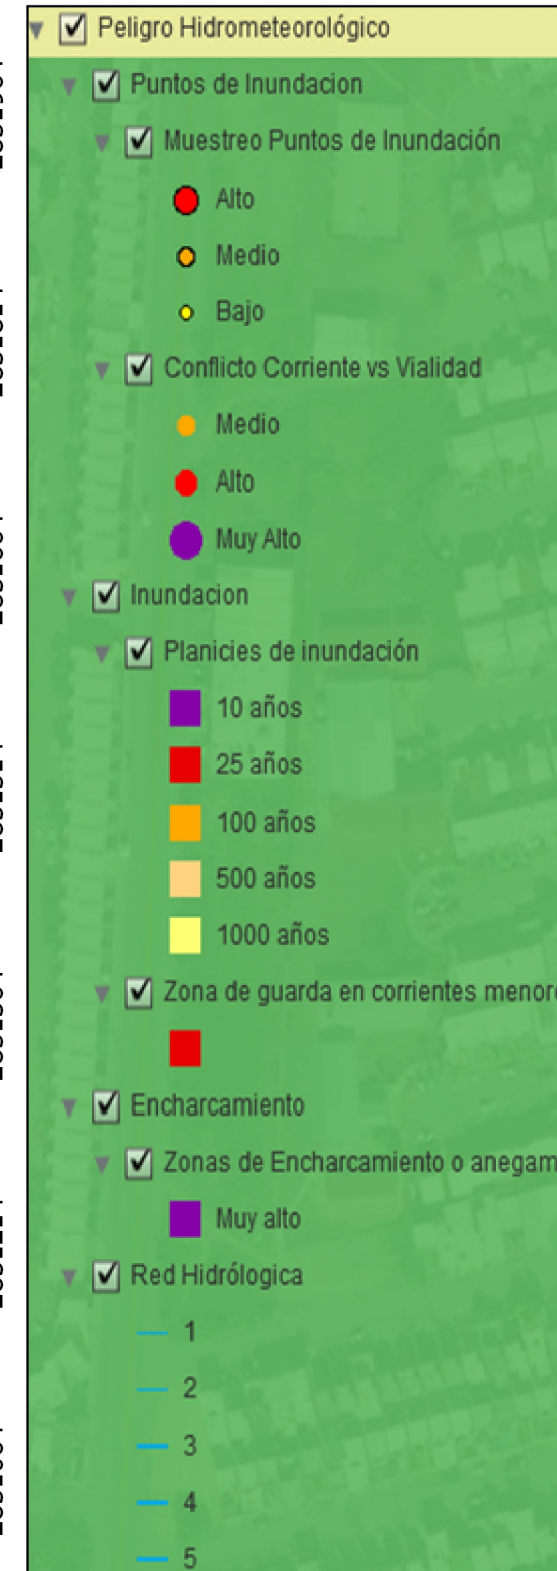 Peligro Hidrometeorológico
Puntos de Inundacion
Muestreo Puntos de Inundación
Alto
Medio
Bajo
Conflicto Corriente vs Vialidad
Medio
Alto
Muy Alto
Inundacion
Planicies de inundación
10 años
25 años
100 años
500 años
1000 años
Zona de guarda en corrientes menor
Encharcamiento
Zonas de Encharcamiento o anegam
Muy alto
Red Hidrólogica
1
2
3
4
5